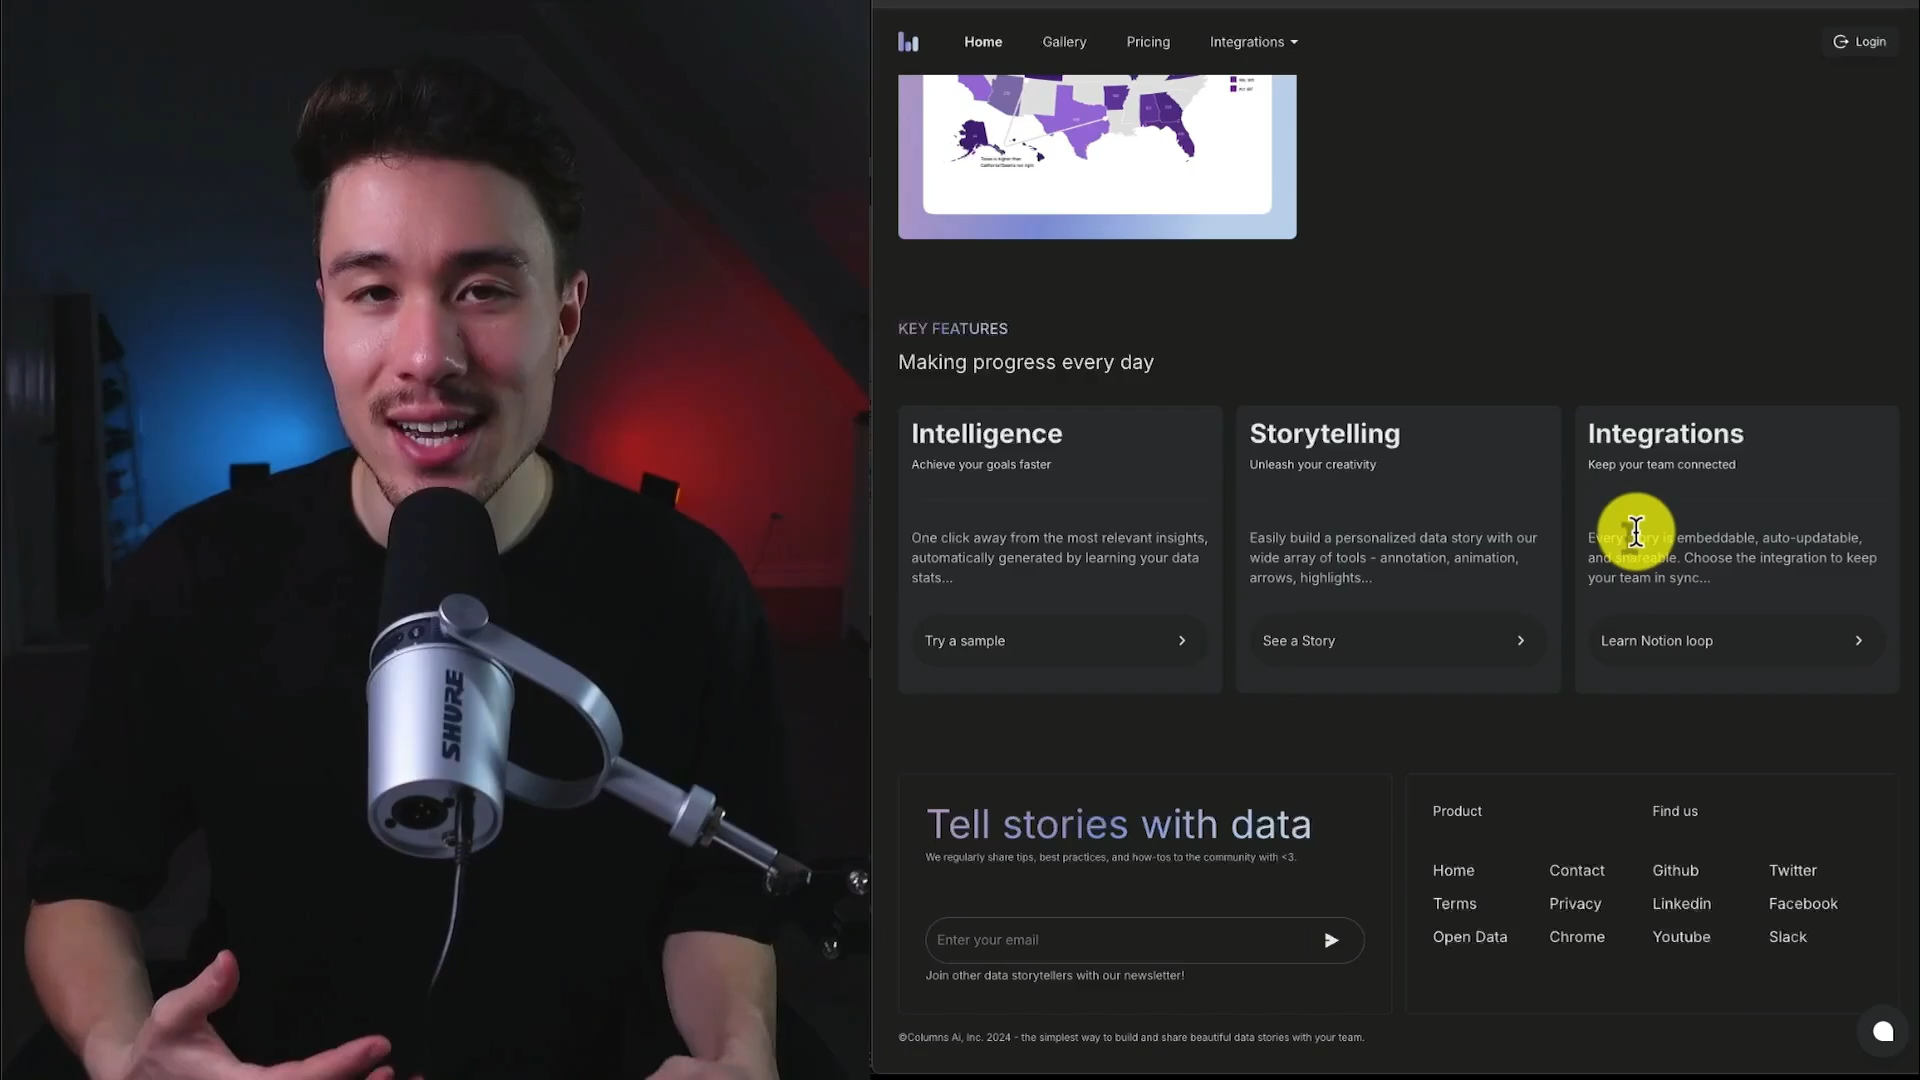 Home
Gallery
Pricing
Integrations
Login
KEY FEATURES
Making progress every day
Intelligence
Achieve your goals faster
One click away from the most relevant insights,
automatically generated by learning your data
stats...
Try a sample
Storytelling
Unleash your creativity
Easily build a personalized data story with our
wide array of tools - annotation, animation,
arrows, highlights...
See a Story
Integrations
Keep your team connected
Every story is embeddable, auto-updatable,
and shareable. Choose the integration to keep
your team in sync...
Learn Notion loop
SHURE
Tell stories with data
We regularly share tips, best practices, and how-tos to the community with <3.
Enter your email
Join other data storytellers with our newsletter!
Product
Find us
Home
Contact
Github
Twitter
Terms
Privacy
Linkedin
Facebook
Open Data
Chrome
Youtube
Slack
©Columns Ai, Inc. 2024 - the simplest way to build and share beautiful data stories with your team.